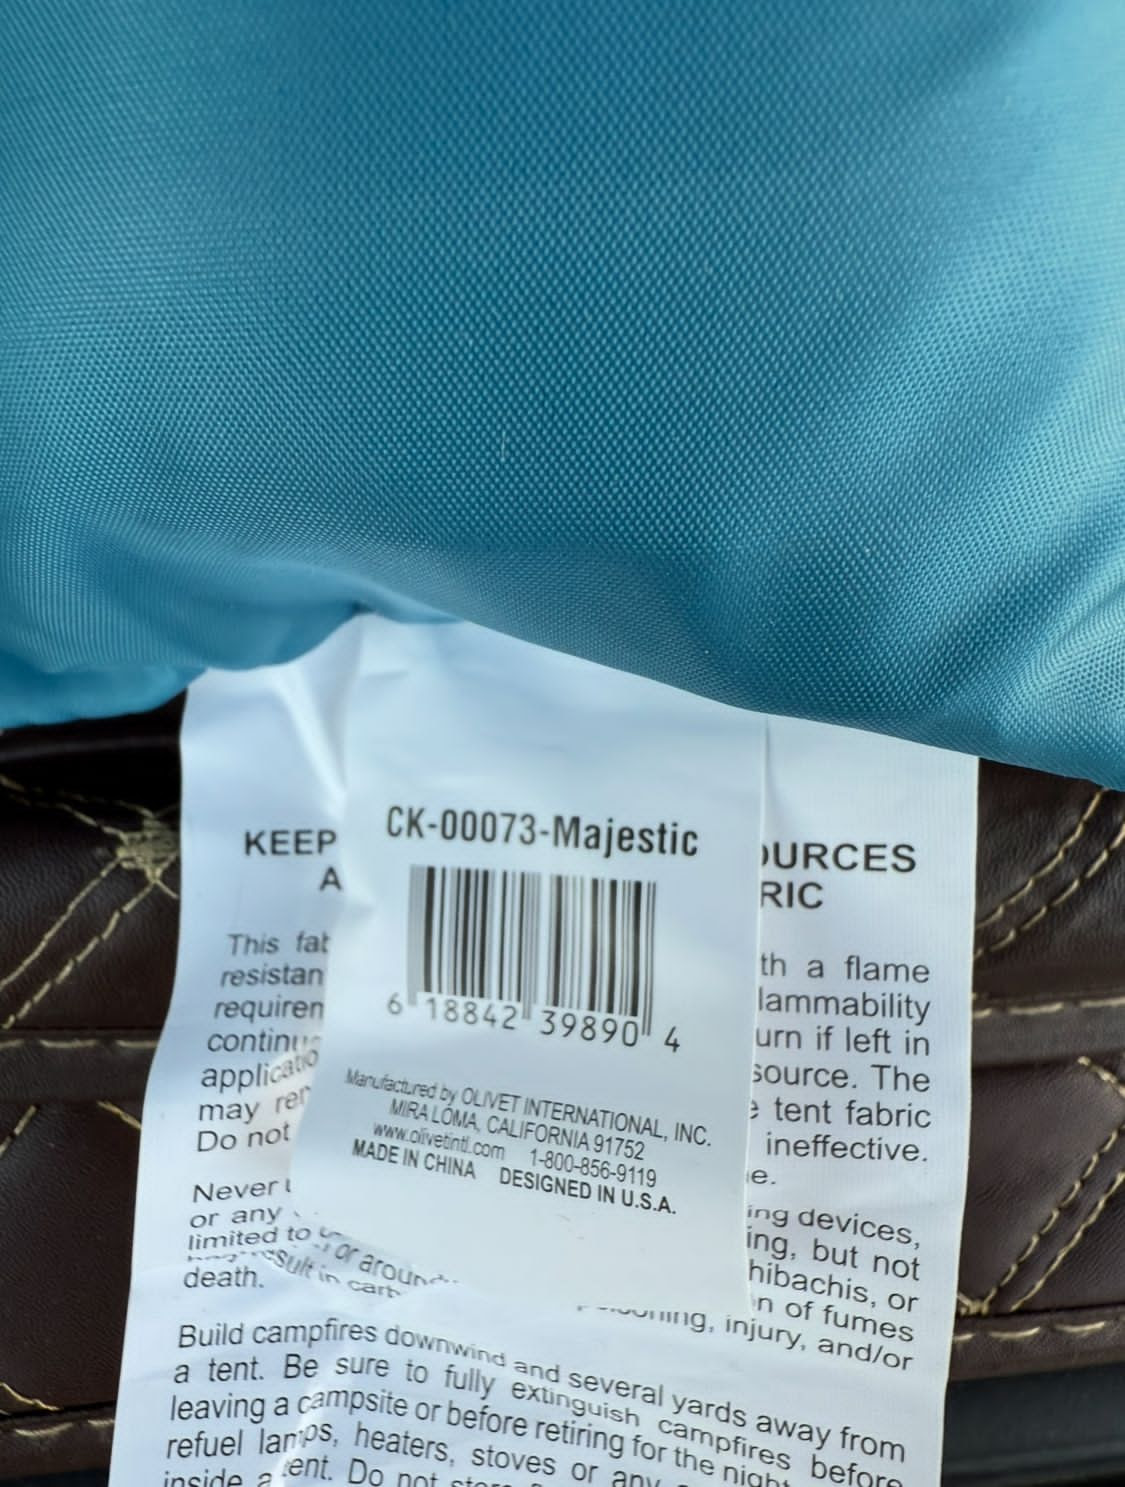 CK-00073-Majestic
6 18842 39890 4
Manufactured by OLIVET INTERNATIONAL, INC.
MIRA LOMA, CALIFORNIA 91752
www.olivetintl.com 1-800-856-9119
MADE IN CHINA DESIGNED IN U.S.A.
KEEP OURCES
A RIC
This fab th a flame
resistan lammability
requiren urn if left in
continu source. The
applicatio e tent fabric
may ren ineffective.
Do not e.
Never u ing devices,
or any ing, but not
limited to hibachis, or
or around n of fumes
result in carb injury, and/or
death.
Build campfires downwind and several yards away from
a tent. Be sure to fully extinguish campfires before
leaving a campsite or before retiring for the night
refuel lamps, heaters, stoves or any
inside a tent. Do not